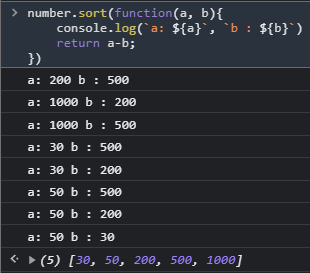 > number.sort(function(a, b){
console.log(`a: ${a}`, `b : ${b}`)
return a-b;
})
a: 200 b : 500
a: 1000 b : 200
a: 1000 b : 500
a: 30 b : 500
a: 30 b : 200
a: 50 b : 500
a: 50 b : 200
a: 50 b : 30
(5) [30, 50, 200, 500, 1000]